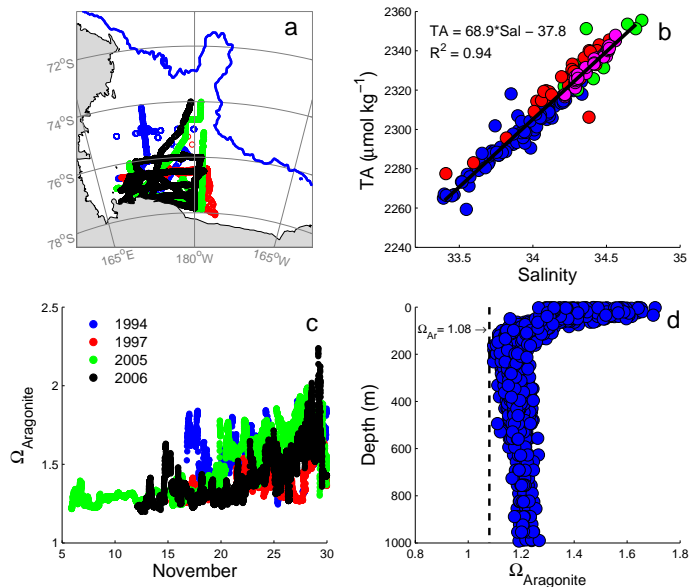 a
72°S
74°S
76°S
78°S
165°E
180°W
165°W
b
TA = 68.9*Sal − 37.8
R² = 0.94
2360
2340
2320
2300
2280
2260
2240
33.5
34
34.5
35
TA (μmol kg⁻¹)
Salinity
c
1994
1997
2005
2006
2.5
2
1.5
1
5
10
15
20
25
30
Ω Aragonite
November
d
Ω Ar = 1.08 →
0
200
400
600
800
1000
0.8
1
1.2
1.4
1.6
1.8
Depth (m)
Ω Aragonite